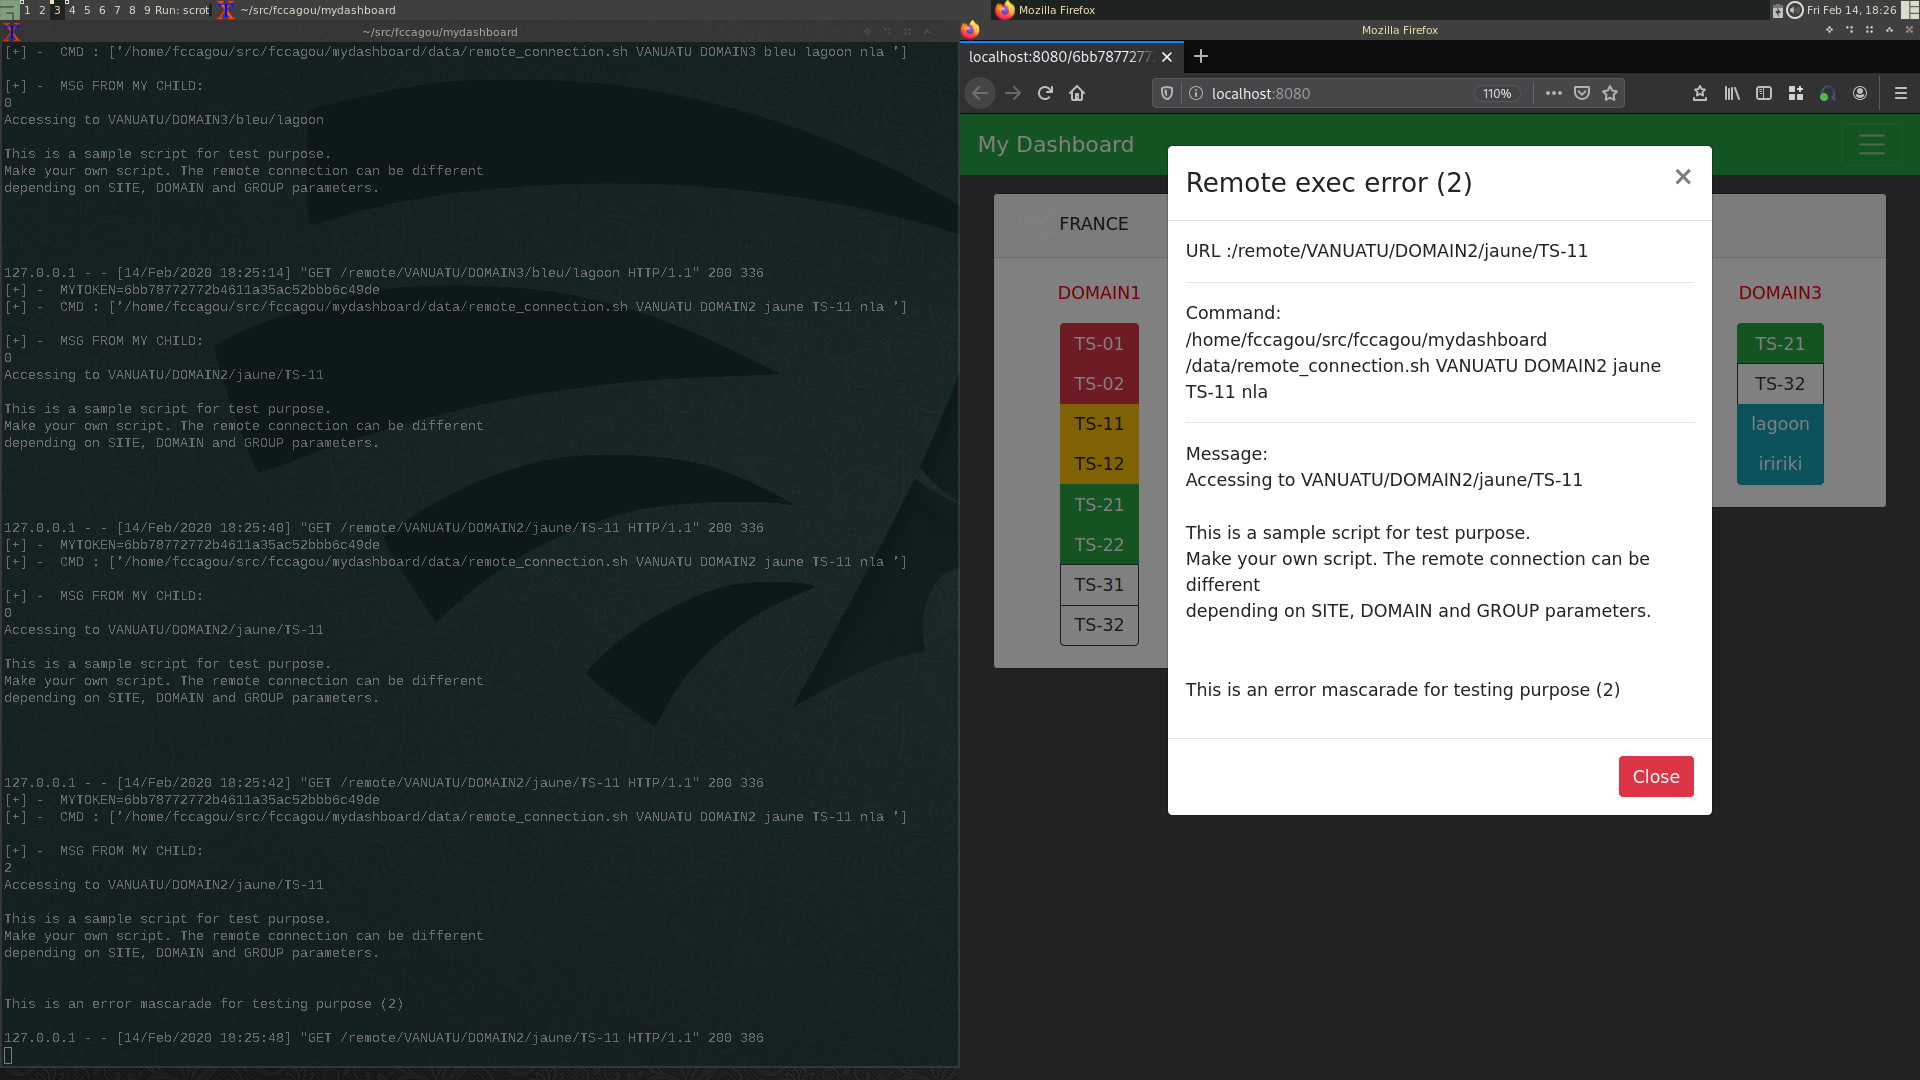 1 2 3 4 5 6 7 8 9 Run: scrot ~/src/fccagou/mydashboard Mozilla Firefox Fri Feb 14, 18:26
~/src/fccagou/mydashboard
[+] - CMD : ['/home/fccagou/src/fccagou/mydashboard/data/remote_connection.sh VANUATU DOMAIN3 bleu lagoon nla ']
[+] - MSG FROM MY CHILD:
0
Accessing to VANUATU/DOMAIN3/bleu/lagoon
This is a sample script for test purpose.
Make your own script. The remote connection can be different
depending on SITE, DOMAIN and GROUP parameters.
127.0.0.1 - - [14/Feb/2020 18:25:14] "GET /remote/VANUATU/DOMAIN3/bleu/lagoon HTTP/1.1" 200 336
[+] - MYTOKEN=6bb78772772b4611a35ac52bbb6c49de
[+] - CMD : ['/home/fccagou/src/fccagou/mydashboard/data/remote_connection.sh VANUATU DOMAIN2 jaune TS-11 nla ']
[+] - MSG FROM MY CHILD:
0
Accessing to VANUATU/DOMAIN2/jaune/TS-11
This is a sample script for test purpose.
Make your own script. The remote connection can be different
depending on SITE, DOMAIN and GROUP parameters.
127.0.0.1 - - [14/Feb/2020 18:25:40] "GET /remote/VANUATU/DOMAIN2/jaune/TS-11 HTTP/1.1" 200 336
[+] - MYTOKEN=6bb78772772b4611a35ac52bbb6c49de
[+] - CMD : ['/home/fccagou/src/fccagou/mydashboard/data/remote_connection.sh VANUATU DOMAIN2 jaune TS-11 nla ']
[+] - MSG FROM MY CHILD:
0
Accessing to VANUATU/DOMAIN2/jaune/TS-11
This is a sample script for test purpose.
Make your own script. The remote connection can be different
depending on SITE, DOMAIN and GROUP parameters.
127.0.0.1 - - [14/Feb/2020 18:25:42] "GET /remote/VANUATU/DOMAIN2/jaune/TS-11 HTTP/1.1" 200 336
[+] - MYTOKEN=6bb78772772b4611a35ac52bbb6c49de
[+] - CMD : ['/home/fccagou/src/fccagou/mydashboard/data/remote_connection.sh VANUATU DOMAIN2 jaune TS-11 nla ']
[+] - MSG FROM MY CHILD:
2
Accessing to VANUATU/DOMAIN2/jaune/TS-11
This is a sample script for test purpose.
Make your own script. The remote connection can be different
depending on SITE, DOMAIN and GROUP parameters.
This is an error mascarade for testing purpose (2)
127.0.0.1 - - [14/Feb/2020 18:25:48] "GET /remote/VANUATU/DOMAIN2/jaune/TS-11 HTTP/1.1" 200 386
Mozilla Firefox
localhost:8080/6bb7877277
localhost:8080 110%
My Dashboard
FRANCE
DOMAIN1
TS-01
TS-02
TS-11
TS-12
TS-21
TS-22
TS-31
TS-32
Remote exec error (2) ×
URL :/remote/VANUATU/DOMAIN2/jaune/TS-11
Command:
/home/fccagou/src/fccagou/mydashboard
/data/remote_connection.sh VANUATU DOMAIN2 jaune
TS-11 nla
Message:
Accessing to VANUATU/DOMAIN2/jaune/TS-11
This is a sample script for test purpose.
Make your own script. The remote connection can be
different
depending on SITE, DOMAIN and GROUP parameters.
This is an error mascarade for testing purpose (2)
Close
DOMAIN3
TS-21
TS-32
lagoon
iririki